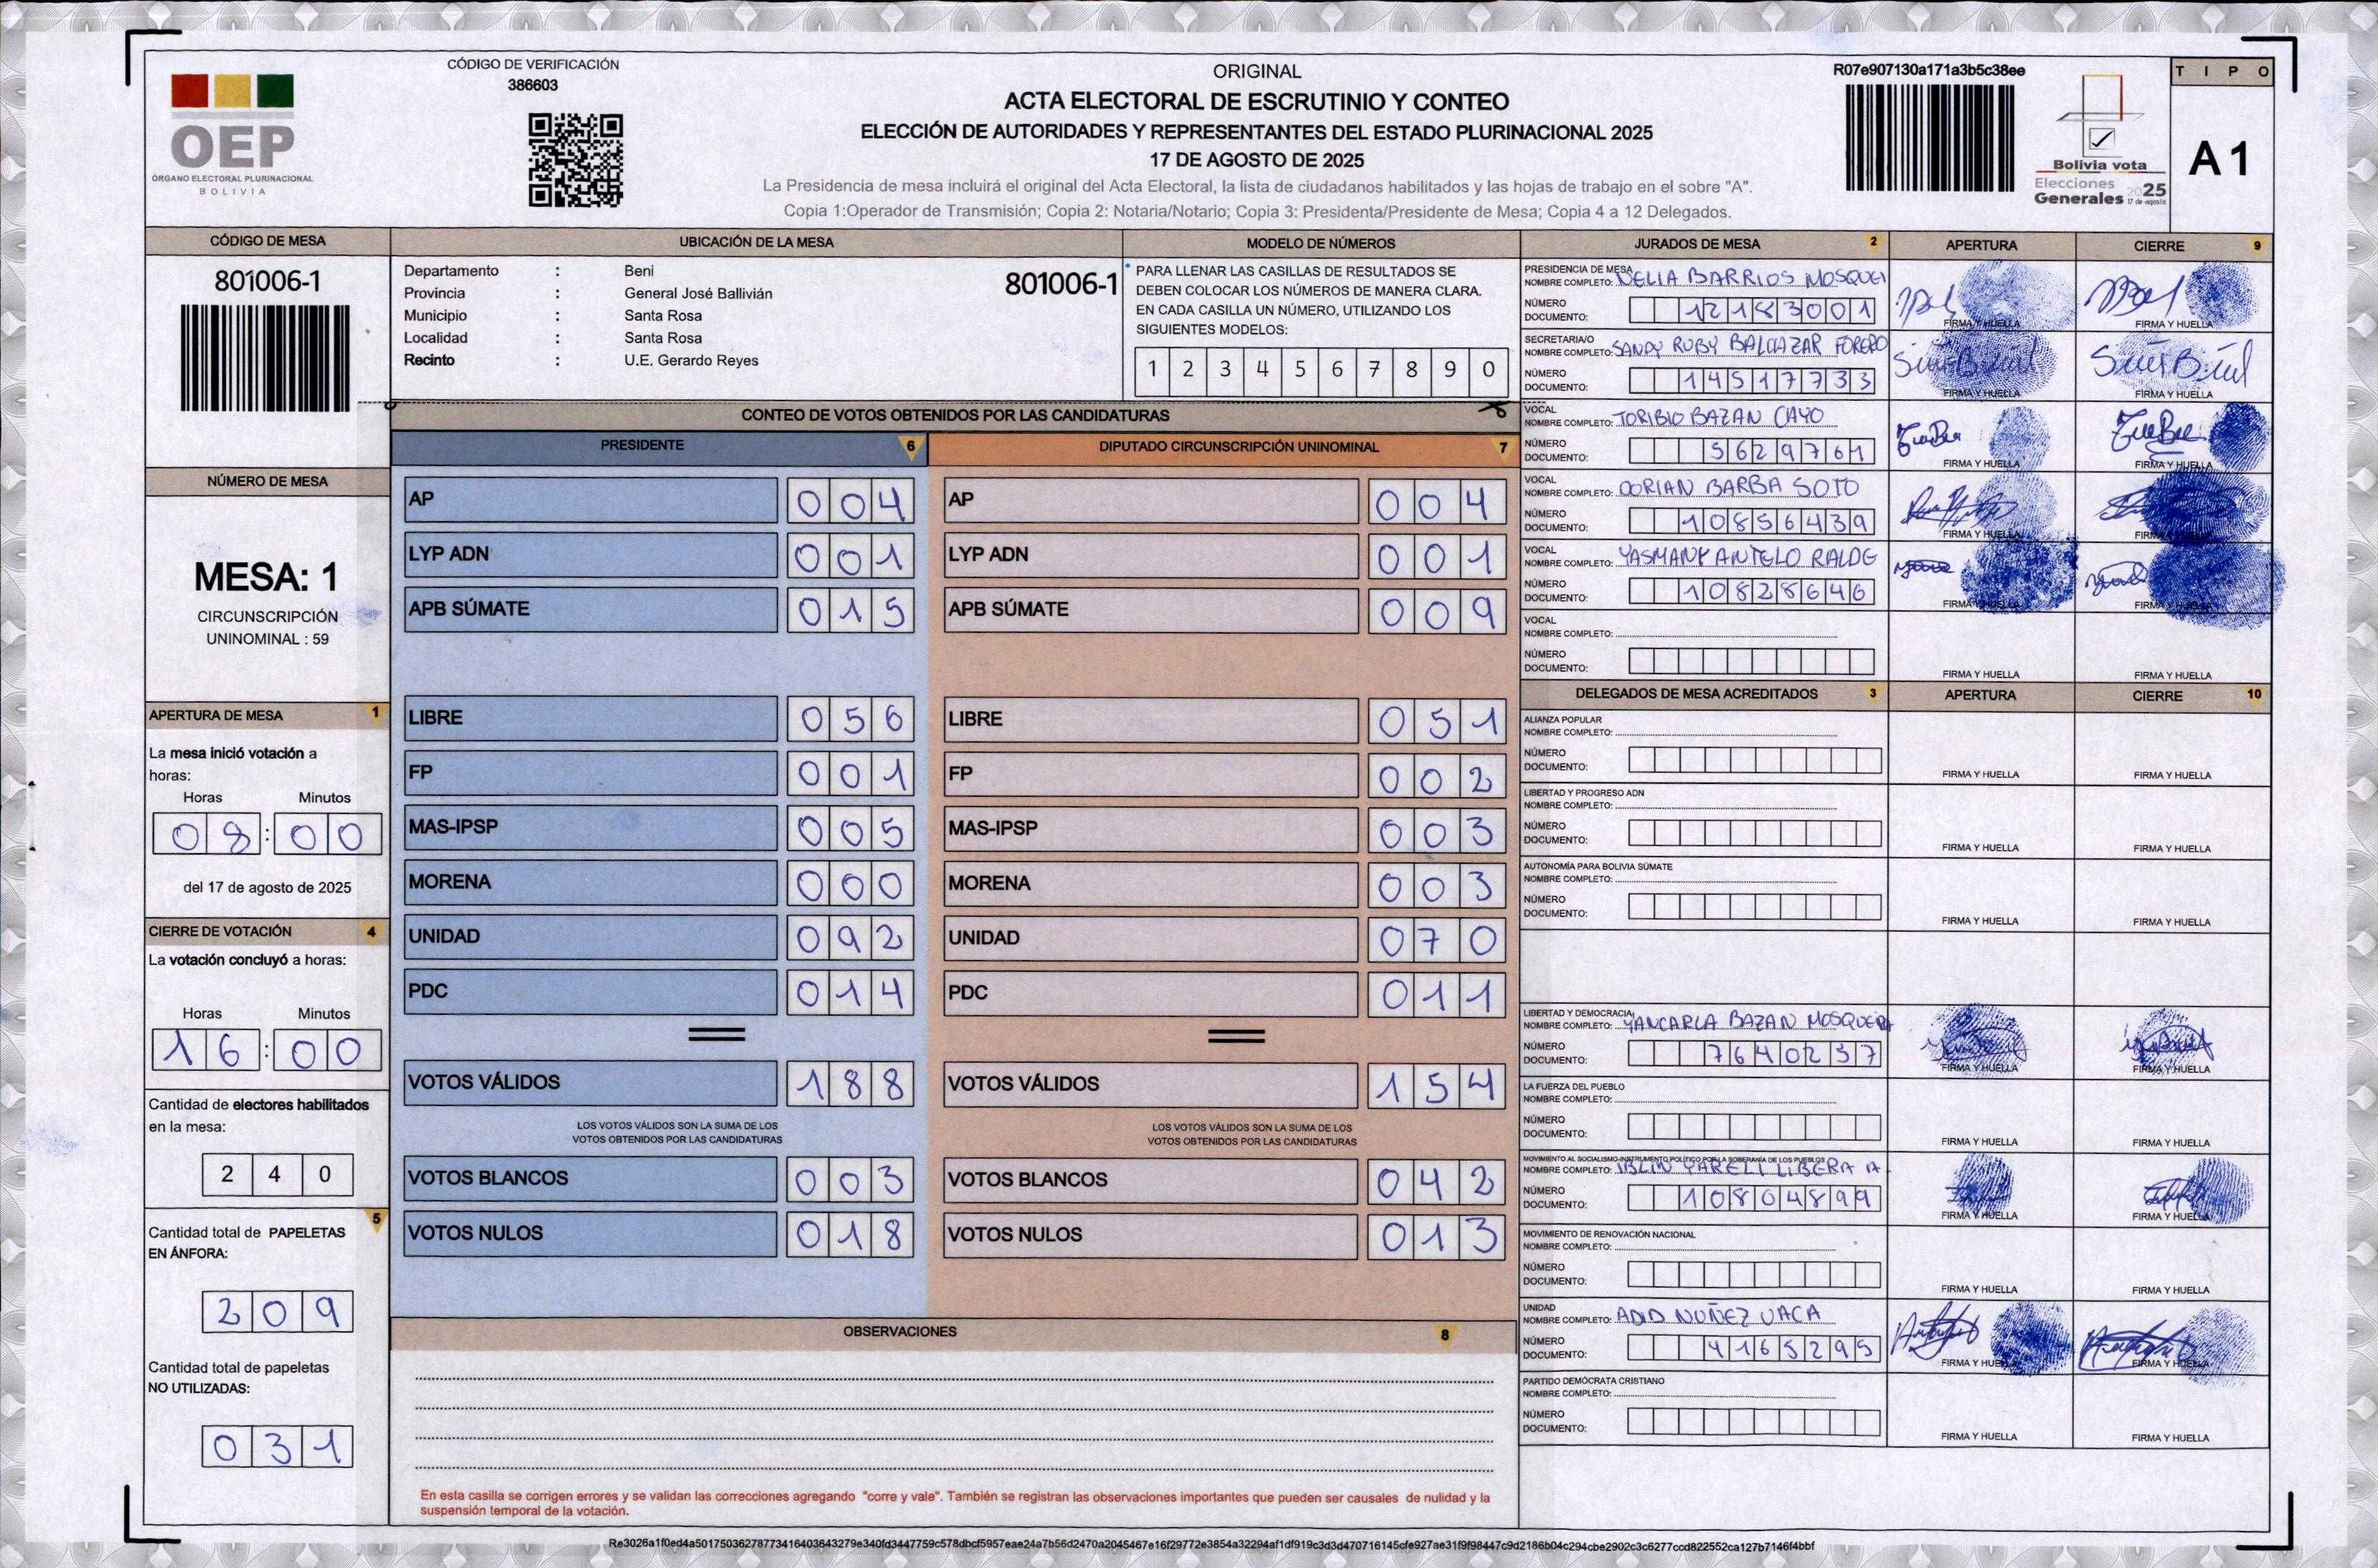 CÓDIGO DE VERIFICACIÓN
386603
OEP
ÓRGANO ELECTORAL PLURINACIONAL
BOLIVIA
ORIGINAL
ACTA ELECTORAL DE ESCRUTINIO Y CONTEO
ELECCIÓN DE AUTORIDADES Y REPRESENTANTES DEL ESTADO PLURINACIONAL 2025
17 DE AGOSTO DE 2025
La Presidencia de mesa incluirá el original del Acta Electoral, la lista de ciudadanos habilitados y las hojas de trabajo en el sobre "A".
Copia 1:Operador de Transmisión; Copia 2: Notaria/Notario; Copia 3: Presidenta/Presidente de Mesa; Copia 4 a 12 Delegados.
R07e907130a171a3b5c38ee
Bolivia vota
Elecciones
Generales 2025
17 de agosto
TIPO
A1
CÓDIGO DE MESA
801006-1
UBICACIÓN DE LA MESA
Departamento : Beni
Provincia : General José Ballivián
Municipio : Santa Rosa
Localidad : Santa Rosa
Recinto : U.E. Gerardo Reyes
801006-1
MODELO DE NÚMEROS
PARA LLENAR LAS CASILLAS DE RESULTADOS SE
DEBEN COLOCAR LOS NÚMEROS DE MANERA CLARA.
EN CADA CASILLA UN NÚMERO, UTILIZANDO LOS
SIGUIENTES MODELOS:
1 2 3 4 5 6 7 8 9 0
NÚMERO DE MESA
MESA: 1
CIRCUNSCRIPCIÓN
UNINOMINAL : 59
APERTURA DE MESA 1
La mesa inició votación a
horas:
Horas Minutos
08:00
del 17 de agosto de 2025
CIERRE DE VOTACIÓN 4
La votación concluyó a horas:
Horas Minutos
16:00
Cantidad de electores habilitados
en la mesa:
240
5
Cantidad total de PAPELETAS
EN ÁNFORA:
209
Cantidad total de papeletas
NO UTILIZADAS:
031
CONTEO DE VOTOS OBTENIDOS POR LAS CANDIDATURAS
PRESIDENTE 6
AP 004
LYP ADN 001
APB SÚMATE 015
LIBRE 056
FP 001
MAS-IPSP 005
MORENA 000
UNIDAD 092
PDC 014
VOTOS VÁLIDOS 188
LOS VOTOS VÁLIDOS SON LA SUMA DE LOS
VOTOS OBTENIDOS POR LAS CANDIDATURAS
VOTOS BLANCOS 003
VOTOS NULOS 018
DIPUTADO CIRCUNSCRIPCIÓN UNINOMINAL 7
AP 004
LYP ADN 001
APB SÚMATE 009
LIBRE 051
FP 002
MAS-IPSP 003
MORENA 003
UNIDAD 070
PDC 011
VOTOS VÁLIDOS 154
LOS VOTOS VÁLIDOS SON LA SUMA DE LOS
VOTOS OBTENIDOS POR LAS CANDIDATURAS
VOTOS BLANCOS 042
VOTOS NULOS 013
OBSERVACIONES 8
En esta casilla se corrigen errores y se validan las correcciones agregando "corre y vale". También se registran las observaciones importantes que pueden ser causales de nulidad y la
suspensión temporal de la votación.
JURADOS DE MESA 2 APERTURA CIERRE 9
PRESIDENCIA DE MESA
NOMBRE COMPLETO: DELIA BARRIOS MOSQUEI
NÚMERO
DOCUMENTO: 12183001
FIRMA Y HUELLA FIRMA Y HUELLA
SECRETARIA/O
NOMBRE COMPLETO: SANDY RUBY BALCAZAR FORERO
NÚMERO
DOCUMENTO: 14517733
FIRMA Y HUELLA FIRMA Y HUELLA
VOCAL
NOMBRE COMPLETO: TORIBIO BAZAN CAYO
NÚMERO
DOCUMENTO: 5629761
FIRMA Y HUELLA FIRMA Y HUELLA
VOCAL
NOMBRE COMPLETO: DORIAN BARBA SOTO
NÚMERO
DOCUMENTO: 10856439
FIRMA Y HUELLA FIRMA Y HUELLA
VOCAL
NOMBRE COMPLETO: YASMANY ANTELO RALDE
NÚMERO
DOCUMENTO: 10828646
FIRMA Y HUELLA FIRMA Y HUELLA
VOCAL
NOMBRE COMPLETO:
NÚMERO
DOCUMENTO:
FIRMA Y HUELLA FIRMA Y HUELLA
DELEGADOS DE MESA ACREDITADOS 3 APERTURA CIERRE 10
ALIANZA POPULAR
NOMBRE COMPLETO:
NÚMERO
DOCUMENTO:
FIRMA Y HUELLA FIRMA Y HUELLA
LIBERTAD Y PROGRESO ADN
NOMBRE COMPLETO:
NÚMERO
DOCUMENTO:
FIRMA Y HUELLA FIRMA Y HUELLA
AUTONOMÍA PARA BOLIVIA SÚMATE
NOMBRE COMPLETO:
NÚMERO
DOCUMENTO:
FIRMA Y HUELLA FIRMA Y HUELLA
LIBERTAD Y DEMOCRACIA
NOMBRE COMPLETO: YANCARLA BAZAN MOSQUERA
NÚMERO
DOCUMENTO: 7640237
FIRMA Y HUELLA FIRMA Y HUELLA
LA FUERZA DEL PUEBLO
NOMBRE COMPLETO:
NÚMERO
DOCUMENTO:
FIRMA Y HUELLA FIRMA Y HUELLA
MOVIMIENTO AL SOCIALISMO-INSTRUMENTO POLÍTICO POR LA SOBERANÍA DE LOS PUEBLOS
NOMBRE COMPLETO: YARELI LIBERA A
NÚMERO
DOCUMENTO: 10804899
FIRMA Y HUELLA FIRMA Y HUELLA
MOVIMIENTO DE RENOVACIÓN NACIONAL
NOMBRE COMPLETO:
NÚMERO
DOCUMENTO:
FIRMA Y HUELLA FIRMA Y HUELLA
UNIDAD
NOMBRE COMPLETO: NUÑEZ VACA
NÚMERO
DOCUMENTO: 4165295
FIRMA Y HUELLA FIRMA Y HUELLA
PARTIDO DEMÓCRATA CRISTIANO
NOMBRE COMPLETO:
NÚMERO
DOCUMENTO:
FIRMA Y HUELLA FIRMA Y HUELLA